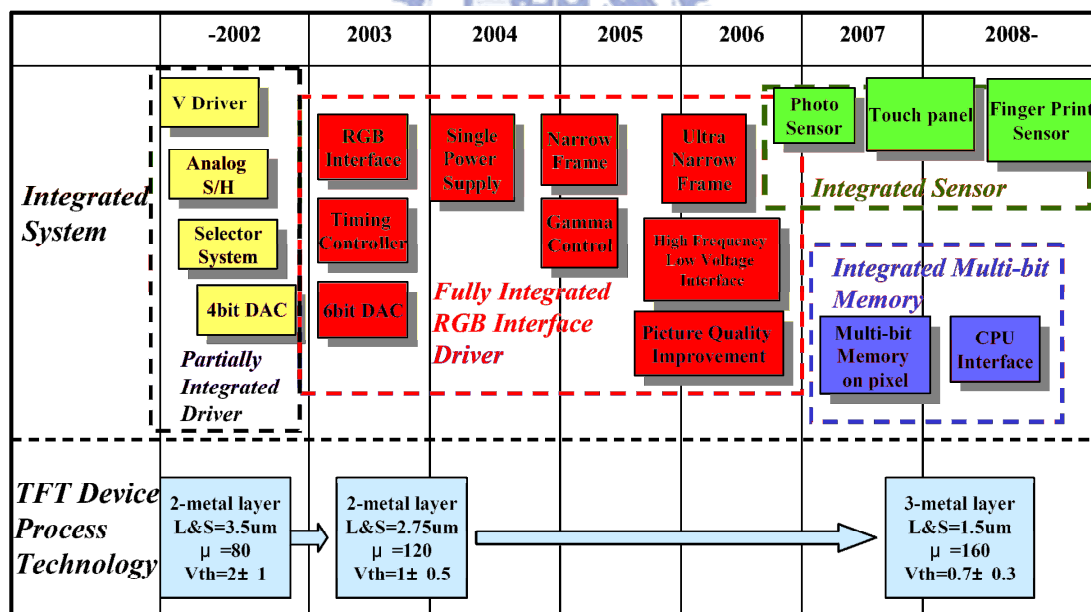 -2002 2003 2004 2005 2006 2007 2008-
Integrated
System
V Driver
Analog
S/H
Selector
System
4bit DAC
Partially
Integrated
Driver
RGB
Interface
Timing
Controller
6bit DAC
Single
Power
Supply
Fully Integrated
RGB Interface
Driver
Narrow
Frame
Gamma
Control
Ultra
Narrow
Frame
High Frequency
Low Voltage
Interface
Picture Quality
Improvement
Photo
Sensor
Touch panel
Finger Print
Sensor
Integrated Sensor
Integrated Multi-bit
Memory
Multi-bit
Memory
on pixel
CPU
Interface
TFT Device
Process
Technology
2-metal layer
L&S=3.5um
μ =80
Vth=2± 1
2-metal layer
L&S=2.75um
μ =120
Vth=1± 0.5
3-metal layer
L&S=1.5um
μ =160
Vth=0.7± 0.3